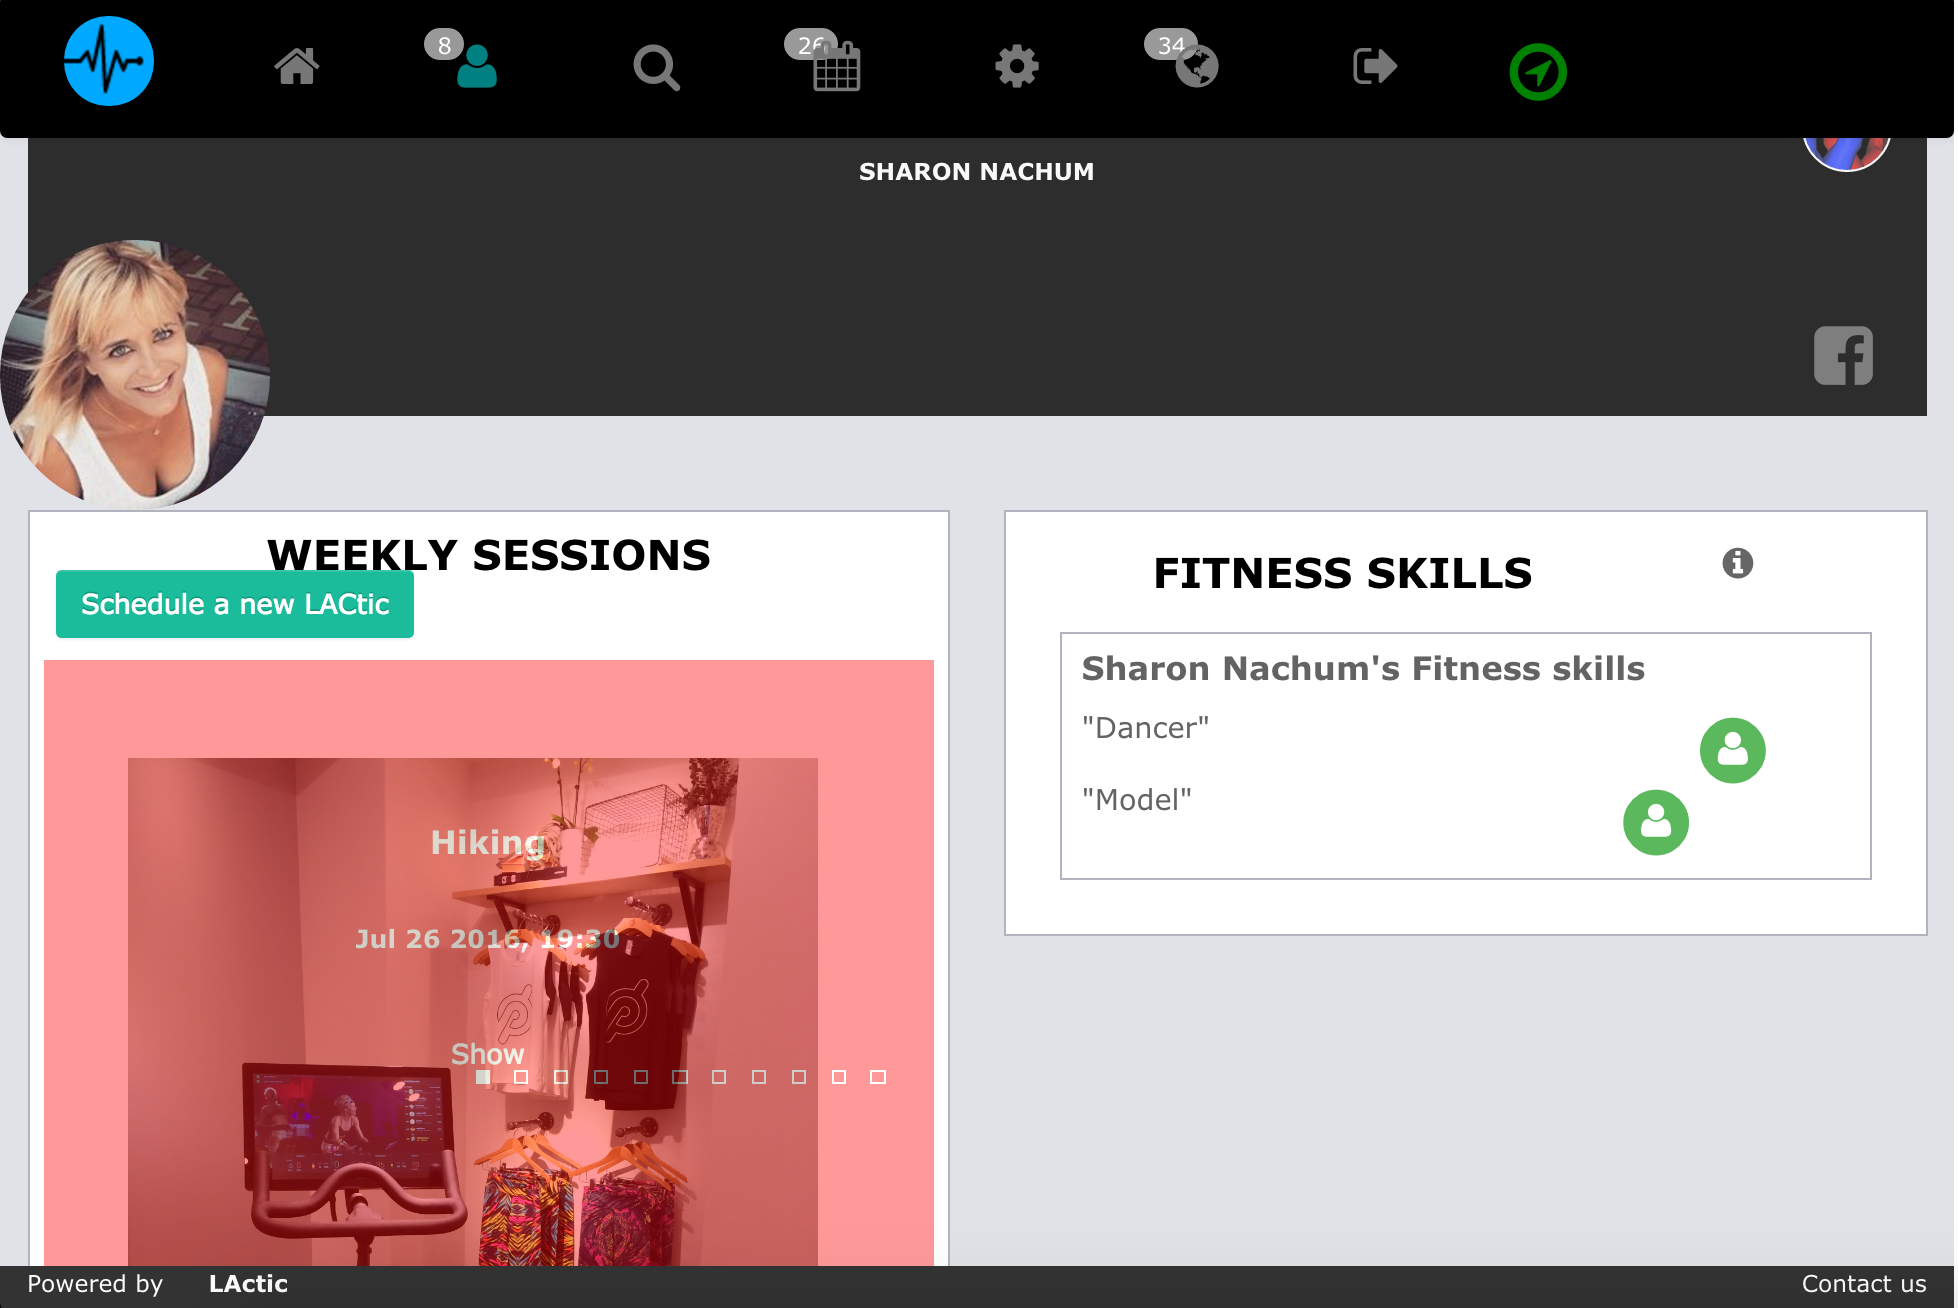 8
26
34
SHARON NACHUM
WEEKLY SESSIONS
Schedule a new LACtic
Hiking
Jul 26 2016, 19:30
Show
FITNESS SKILLS
Sharon Nachum's Fitness skills
"Dancer"
"Model"
Powered by LActic
Contact us